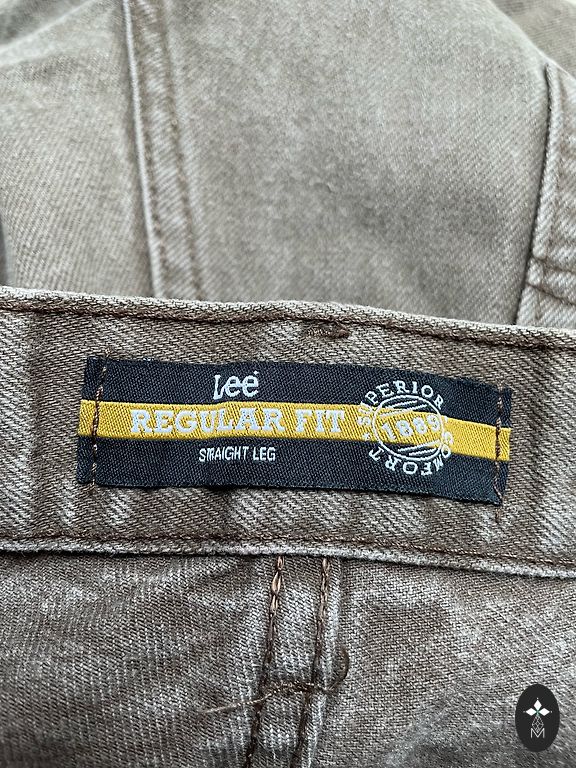 Lee
REGULAR FIT
STRAIGHT LEG
SUPERIOR COMFORT
1889
M